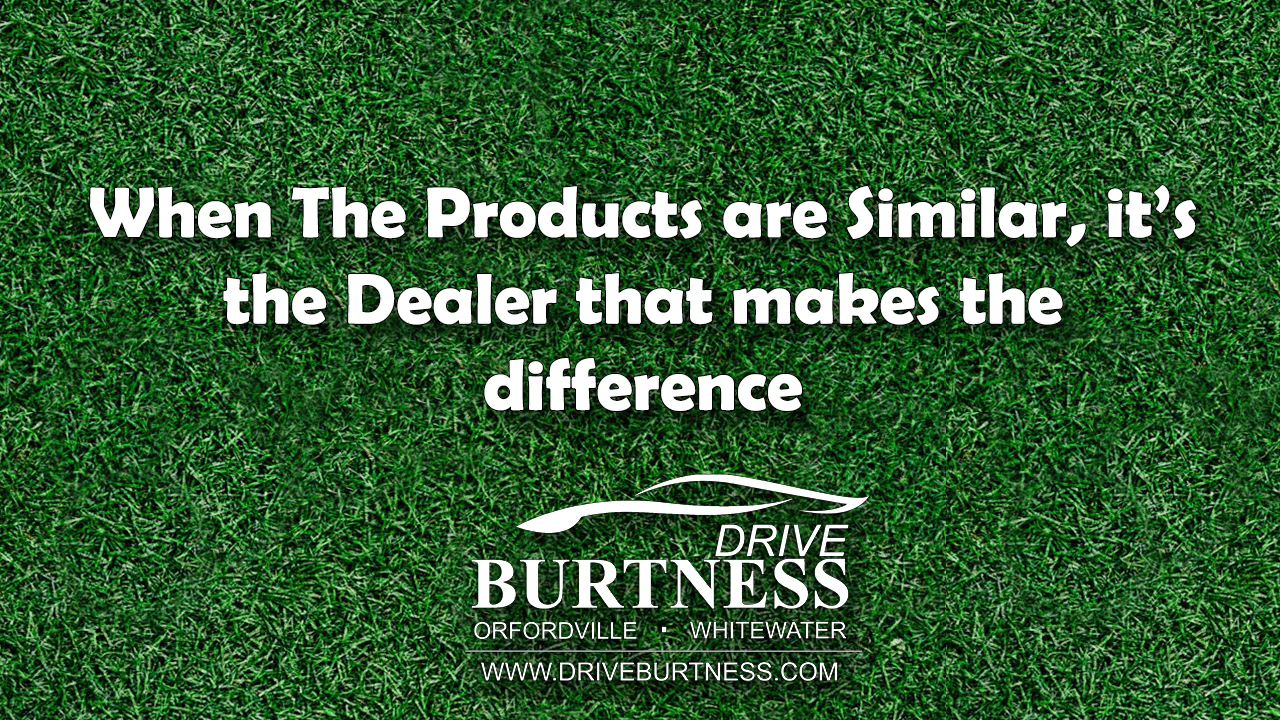 When The Products are Similar, it’s
the Dealer that makes the
difference
DRIVE
BURTNESS
ORFORDVILLE · WHITEWATER
WWW.DRIVEBURTNESS.COM